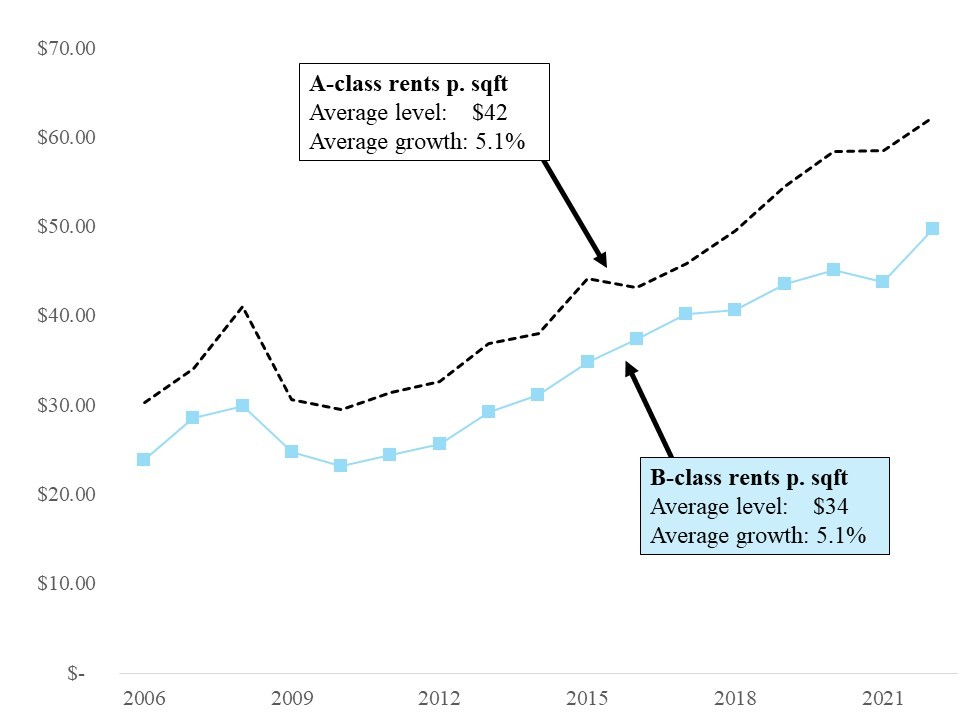 $70.00
A-class rents p. sqft
Average level: $42
Average growth: 5.1%
$60.00
$50.00
$40.00
$30.00
B-class rents p. sqft
Average level: $34
Average growth: 5.1%
$20.00
$10.00
$-
2006 2009 2012 2015 2018 2021